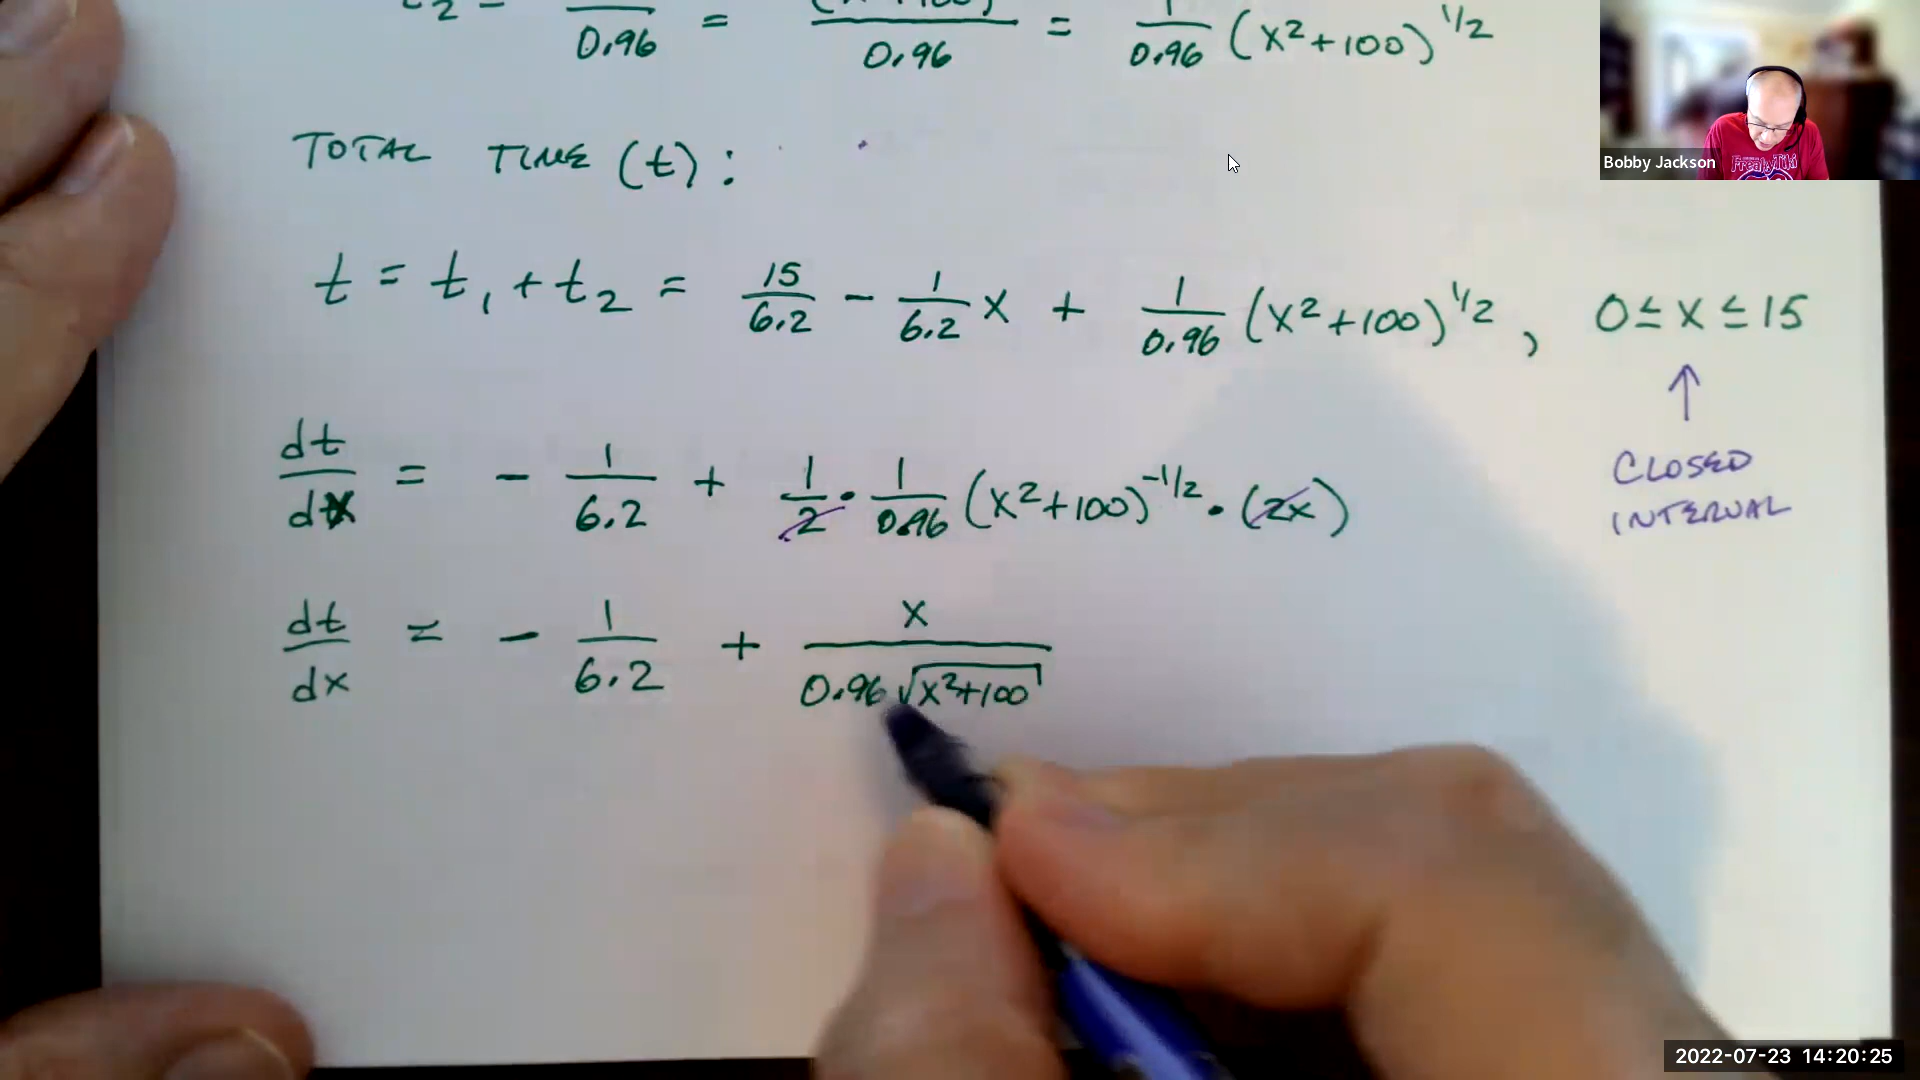 t₂ = / 0.96 = (x²+100) / 0.96 = 1/0.96 (x²+100)^1/2
Bobby Jackson
TOTAL TIME (t):
t = t₁ + t₂ = 15/6.2 - 1/6.2 x + 1/0.96 (x²+100)^1/2, 0 ≤ x ≤ 15
↑
CLOSED
INTERVAL
dt/dx = - 1/6.2 + 1/2 · 1/0.96 (x²+100)^-1/2 · (2x)
dt/dx = - 1/6.2 + x / 0.96 √x²+100
2022-07-23 14:20:25